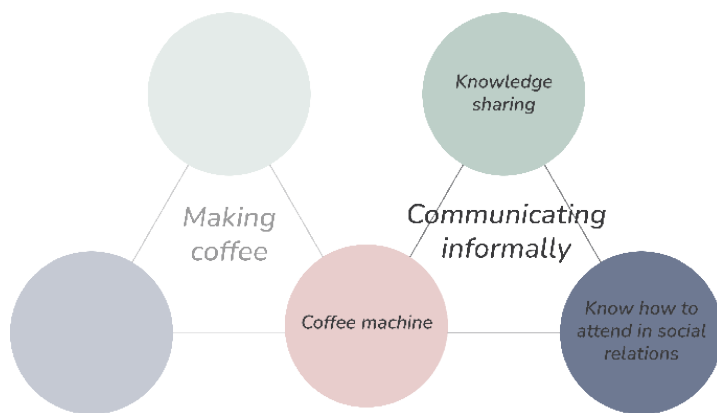 Knowledge
sharing
Making
coffee
Communicating
informally
Coffee machine
Know how to
attend in social
relations